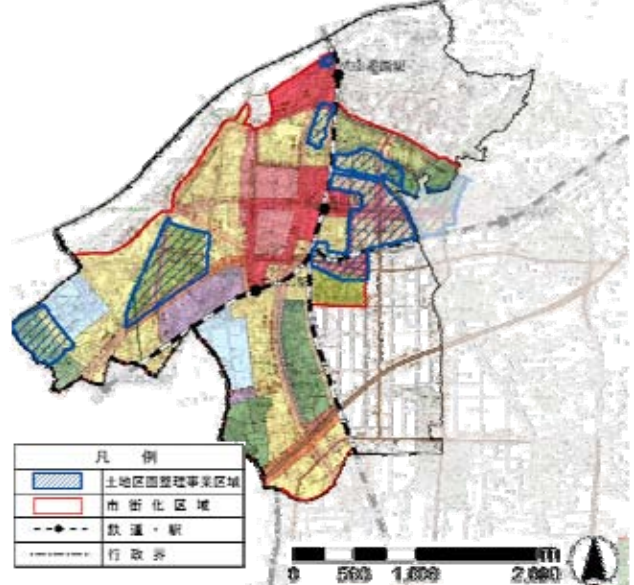 凡 例
土地区画整理事業区域
市 街 化 区 域
鉄 道 ・ 駅
行 政 界
0 500 1,000 2,000
m